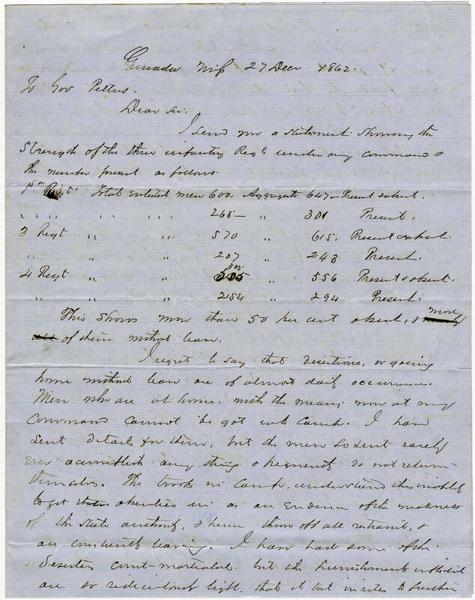 Grenada Miss 27 Decr 1862.
To Gov Pettus.
Dear Sir.
I send you a statement showing the
Strength of the three infantry Regts under my command &
the number present as follows
1st Regt. Total Enlisted men 600. Aggregate 647 - Present & absent.
" " " " 265 - " 301 Present.
3 Regt " " 570 " 615. Present & absent.
" " " 207 " 243 Present.
4 Regt " " 505 " 556 Present & absent.
" " " 254 " 294 Present.
This shows more than 50 per cent absent, & most
of them without leave.
I regret to say that desertions, or going
home without leave are of almost daily occurrence.
Men who are at home, with the means now at my
command cannot be got into Camp. I have
sent details for them, but the men so sent rarely
ever accomplish any thing & frequently do not return
themselves. The troops in Camp, understand this inability
to get absentees in as an Evidence of the weakness
of the State authority, & hence throw off all restraint, &
are constantly leaving. I have had some of the
Deserters court-martialed but the punishment inflicted
are so rediculously light, that it but invites to further